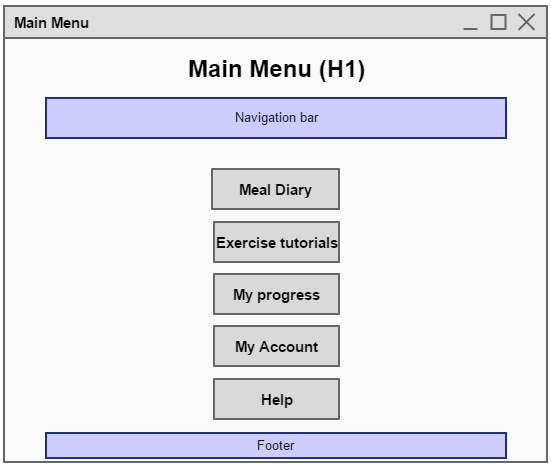 Main Menu
Main Menu (H1)
Navigation bar
Meal Diary
Exercise tutorials
My progress
My Account
Help
Footer